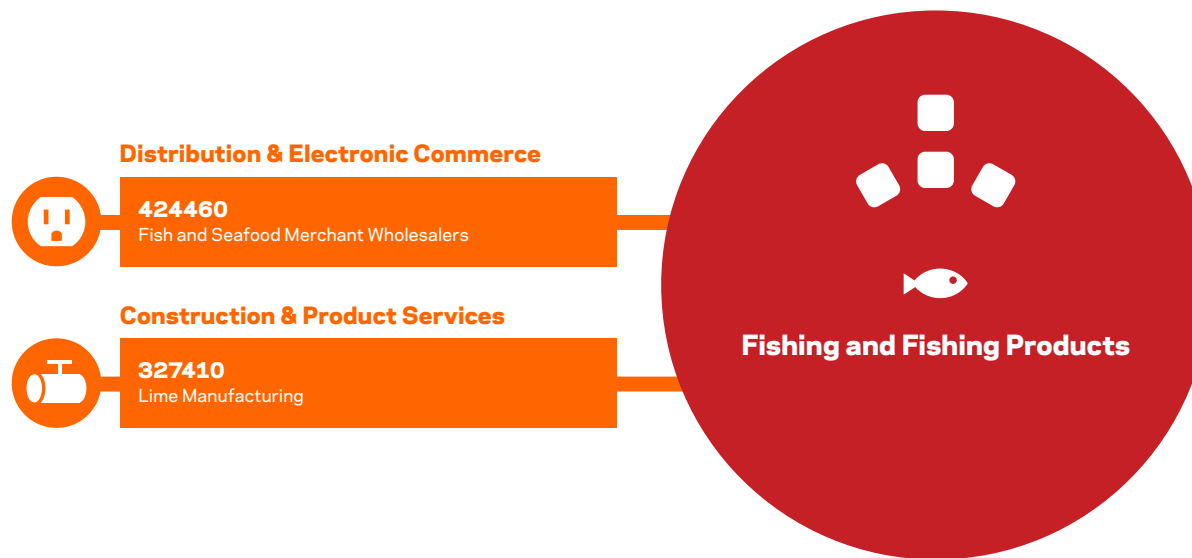 Distribution & Electronic Commerce
424460
Fish and Seafood Merchant Wholesalers
Construction & Product Services
327410
Lime Manufacturing
Fishing and Fishing Products